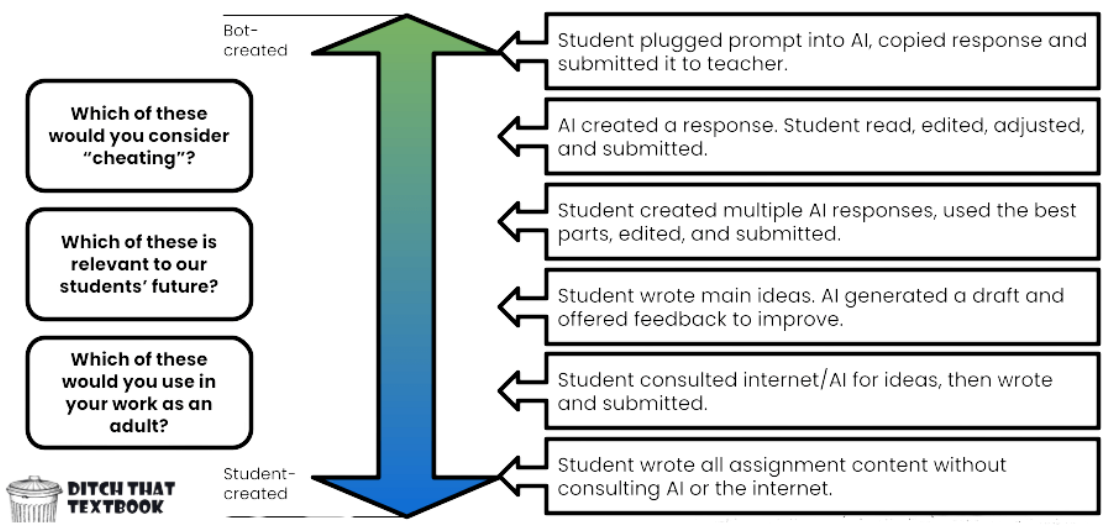 Bot-
created
Student plugged prompt into AI, copied response and
submitted it to teacher.
Which of these
would you consider
“cheating”?
AI created a response. Student read, edited, adjusted,
and submitted.
Student created multiple AI responses, used the best
parts, edited, and submitted.
Which of these is
relevant to our
students’ future?
Student wrote main ideas. AI generated a draft and
offered feedback to improve.
Which of these
would you use in
your work as an
adult?
Student consulted internet/AI for ideas, then wrote
and submitted.
Student-
created
Student wrote all assignment content without
consulting AI or the internet.
DITCH THAT
TEXTBOOK